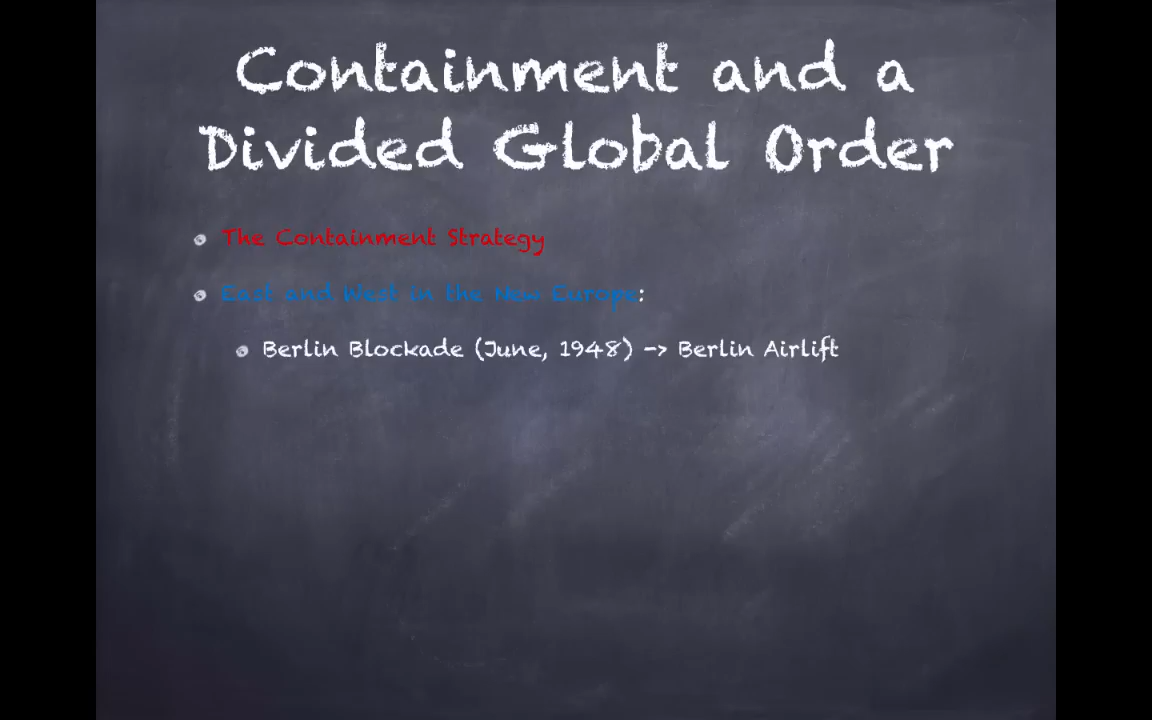 Containment and a
Divided Global Order
The Containment Strategy
East and West in the New Europe:
Berlin Blockade (June, 1948) -> Berlin Airlift